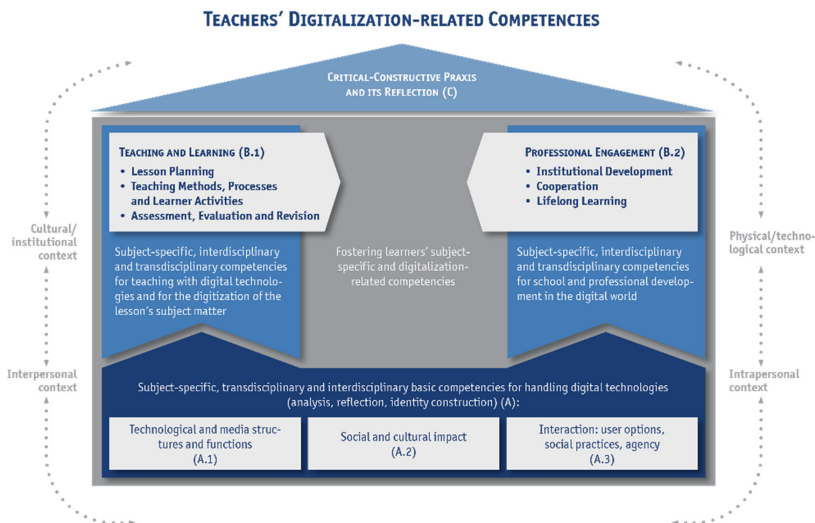 TEACHERS’ DIGITALIZATION-RELATED COMPETENCIES
CRITICAL-CONSTRUCTIVE PRAXIS
AND ITS REFLECTION (C)
TEACHING AND LEARNING (B.1)
• Lesson Planning
• Teaching Methods, Processes
and Learner Activities
• Assessment, Evaluation and Revision
PROFESSIONAL ENGAGEMENT (B.2)
▪ Institutional Development
▪ Cooperation
▪ Lifelong Learning
Cultural/
institutional
context
Physical/techno-
logical context
Subject-specific, interdisciplinary
and transdisciplinary competencies
for teaching with digital technolo-
gies and for the digitization of the
lesson’s subject matter
Fostering learners’ subject-
specific and digitalization-
related competencies
Subject-specific, interdisciplinary
and transdisciplinary competencies
for school and professional develop-
ment in the digital world
Interpersonal
context
Intrapersonal
context
Subject-specific, transdisciplinary and interdisciplinary basic competencies for handling digital technologies
(analysis, reflection, identity construction) (A):
Technological and media struc-
tures and functions
(A.1)
Social and cultural impact
(A.2)
Interaction: user options,
social practices, agency
(A.3)